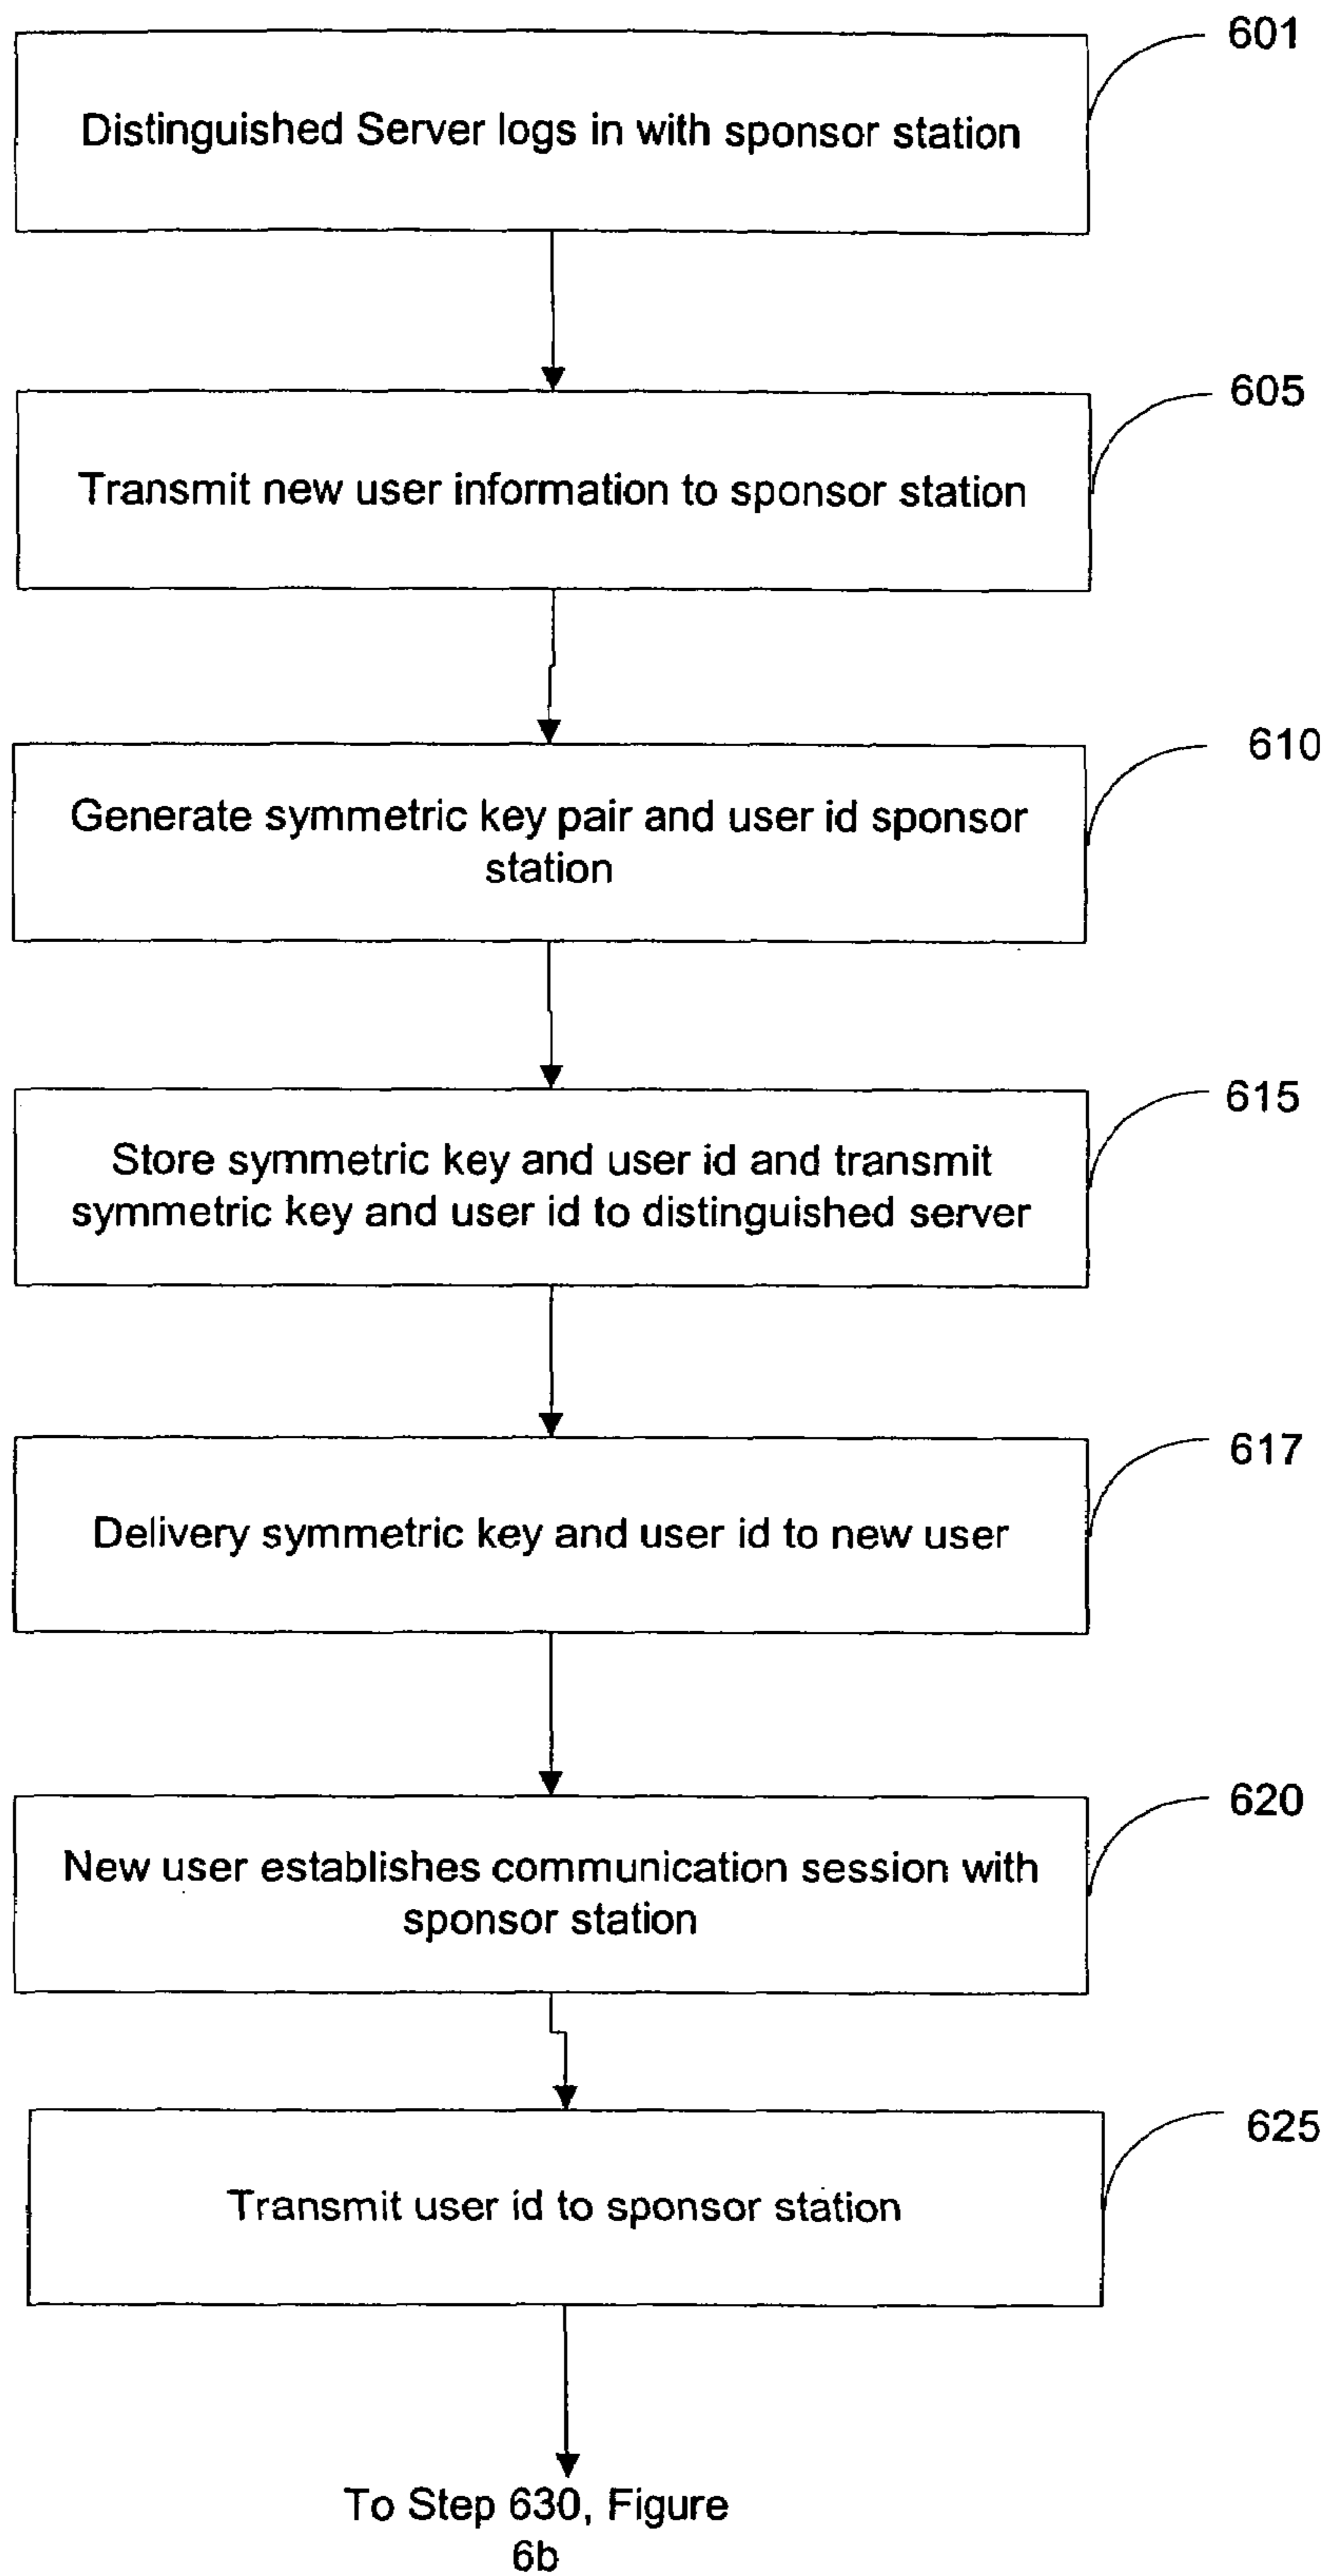 601
Distinguished Server logs in with sponsor station
605
Transmit new user information to sponsor station
610
Generate symmetric key pair and user id sponsor
station
615
Store symmetric key and user id and transmit
symmetric key and user id to distinguished server
617
Delivery symmetric key and user id to new user
620
New user establishes communication session with
sponsor station
625
Transmit user id to sponsor station
To Step 630, Figure
6b